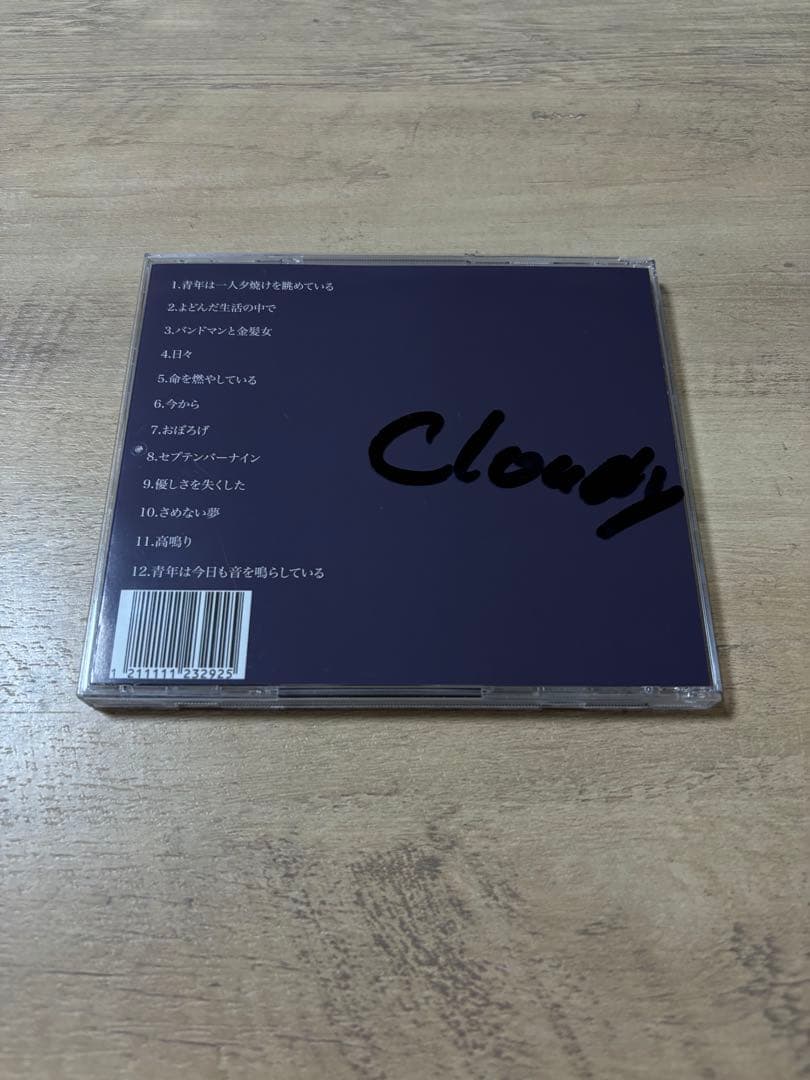 1.青年は一人夕焼けを眺めている
2.よどんだ生活の中で
3.バンドマンと金髪女
4.日々
5.命を燃やしている
6.今から
7.おぼろげ
8.セプテンバーナイン
9.優しさを失くした
10.さめない夢
11.高鳴り
12.青年は今日も音を鳴らしている
Cloudy
1 211111 232925